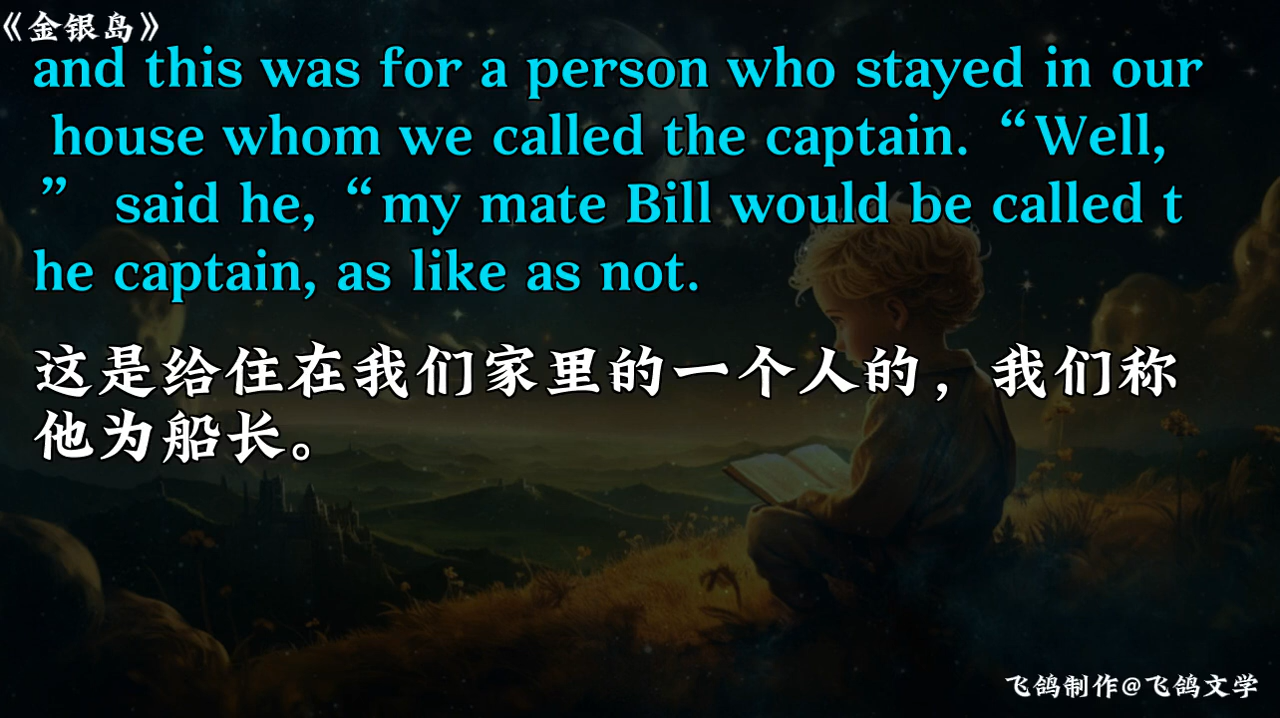 《金银岛》
and this was for a person who stayed in our
house whom we called the captain. “Well,
” said he, “my mate Bill would be called t
he captain, as like as not.
这是给住在我们家里的一个人的，我们称
他为船长。
飞鸽制作@飞鸽文学